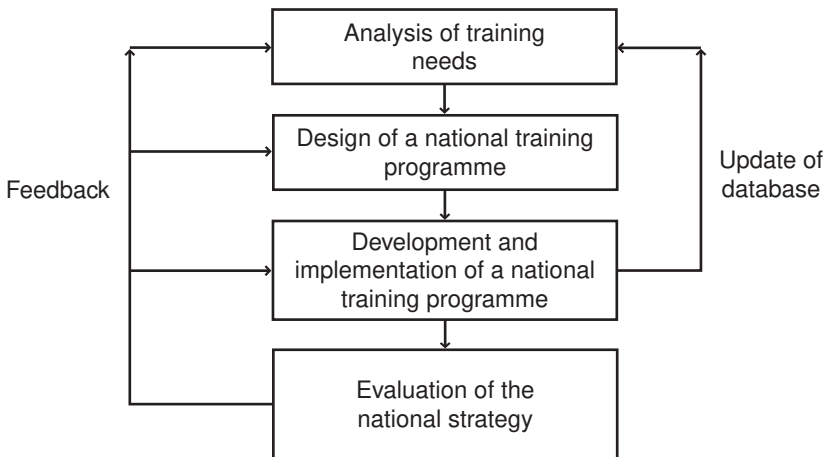 Analysis of training
needs
Design of a national training
programme
Feedback
Update of
database
Development and
implementation of a national
training programme
Evaluation of the
national strategy